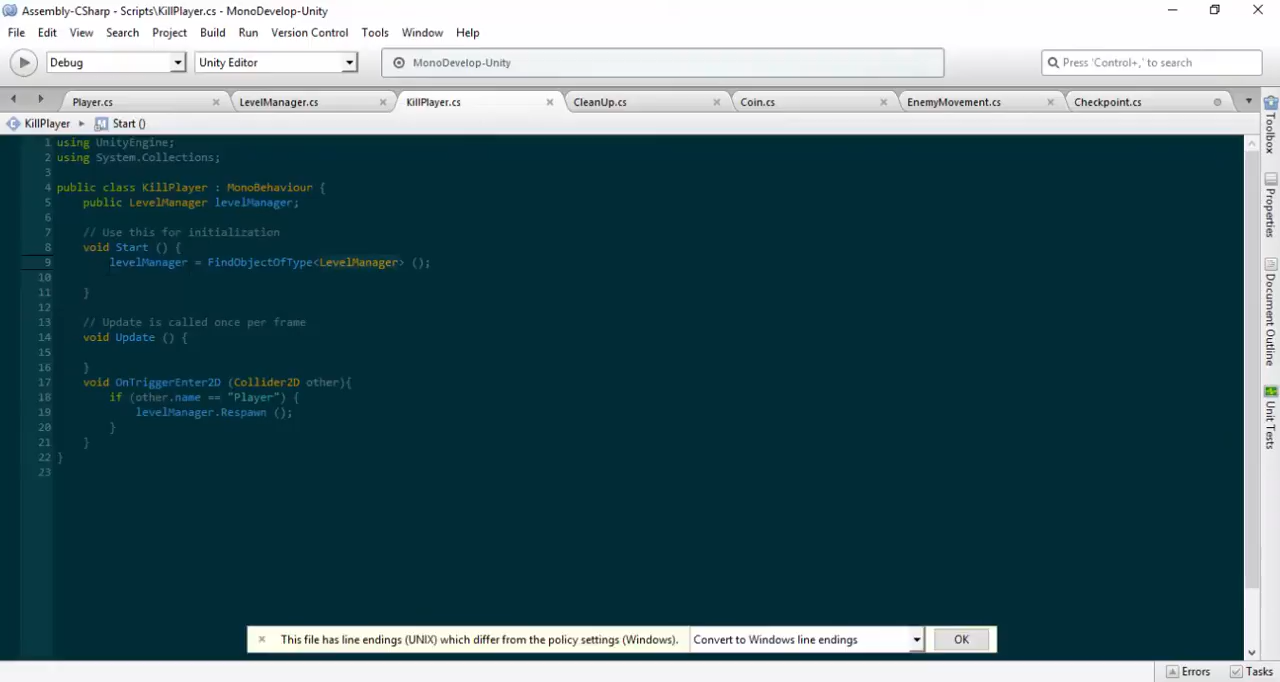 Assembly-CSharp - Scripts\KillPlayer.cs - MonoDevelop-Unity
File Edit View Search Project Build Run Version Control Tools Window Help
Debug Unity Editor MonoDevelop-Unity Press 'Control+,' to search
Player.cs LevelManager.cs KillPlayer.cs CleanUp.cs Coin.cs EnemyMovement.cs Checkpoint.cs
KillPlayer Start ()
1 using UnityEngine;
2 using System.Collections;
3
4 public class KillPlayer : MonoBehaviour {
5 public LevelManager levelManager;
6
7 // Use this for initialization
8 void Start () {
9 levelManager = FindObjectOfType<LevelManager> ();
10
11 }
12
13 // Update is called once per frame
14 void Update () {
15
16 }
17 void OnTriggerEnter2D (Collider2D other){
18 if (other.name == "Player") {
19 levelManager.Respawn ();
20 }
21 }
22 }
23
Toolbox
Properties
Document Outline
Unit Tests
This file has line endings (UNIX) which differ from the policy settings (Windows). Convert to Windows line endings OK
Errors Tasks